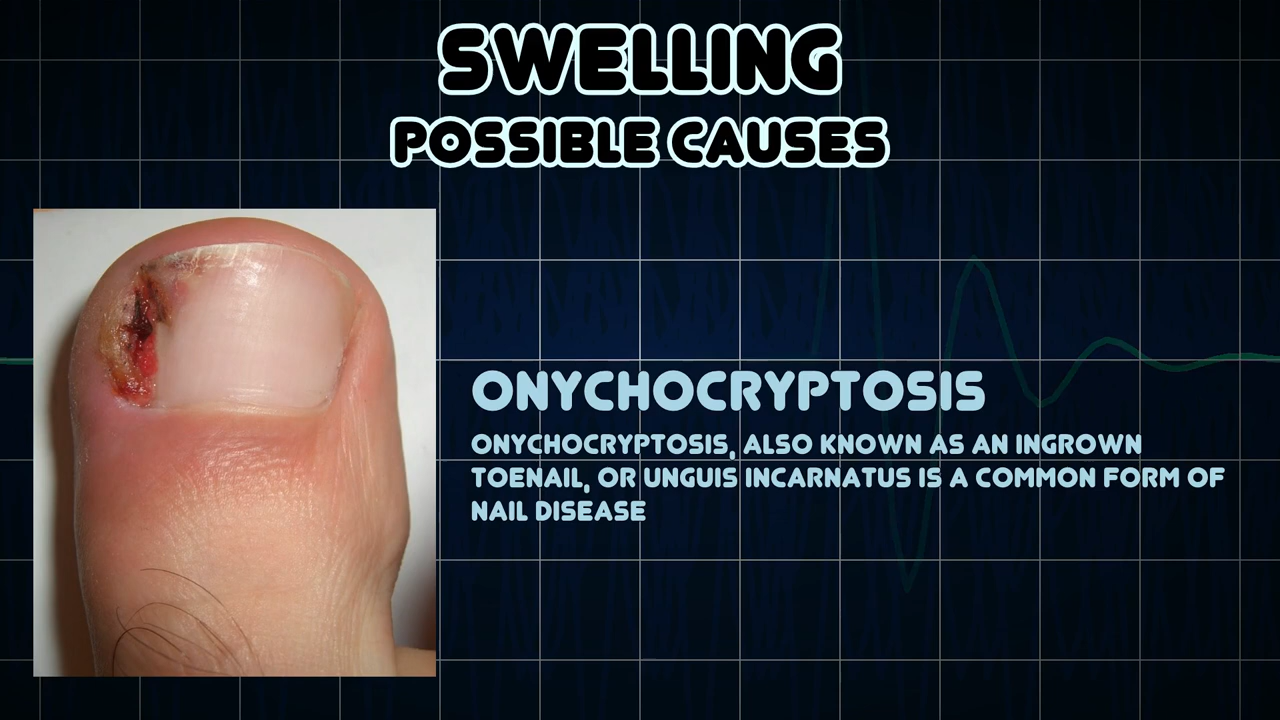 SWELLING
POSSIBLE CAUSES
ONYCHOCRYPTOSIS
ONYCHOCRYPTOSIS, ALSO KNOWN AS AN INGROWN
TOENAIL, OR UNGUIS INCARNATUS IS A COMMON FORM OF
NAIL DISEASE